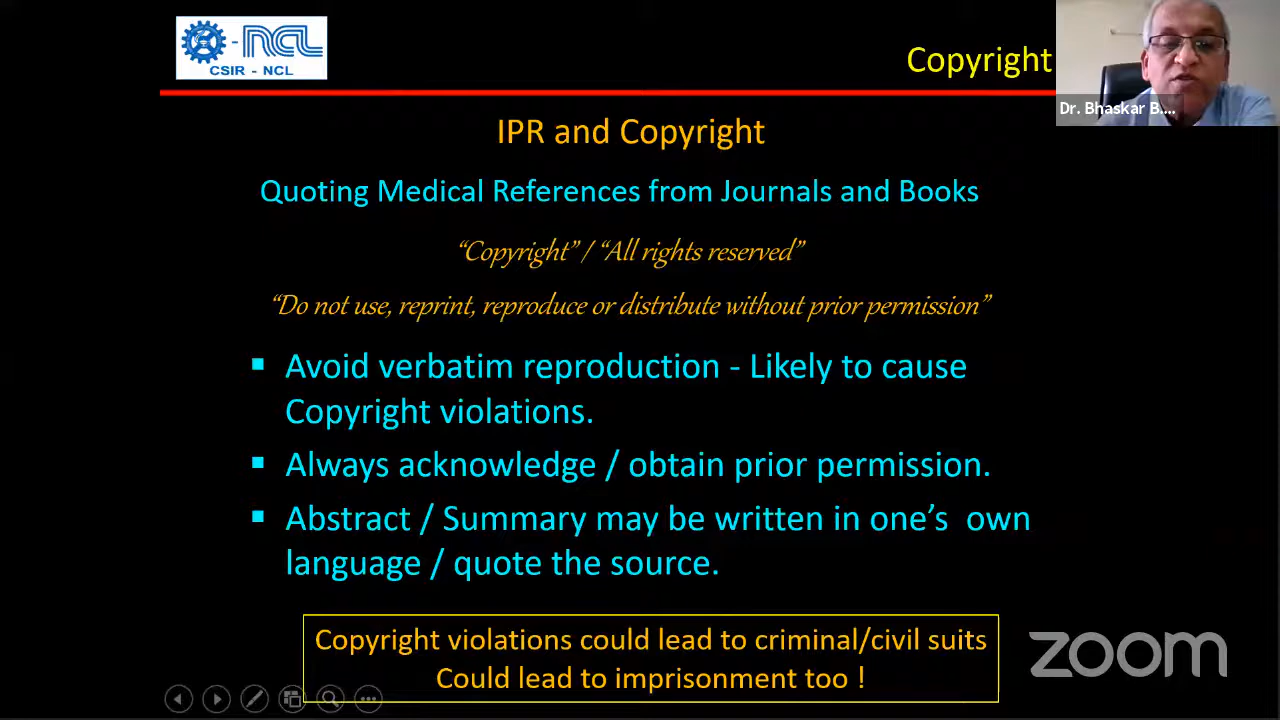 NCL
CSIR - NCL
Copyright
Dr. Bhaskar B....
IPR and Copyright
Quoting Medical References from Journals and Books
“Copyright” / “All rights reserved”
“Do not use, reprint, reproduce or distribute without prior permission”
▪ Avoid verbatim reproduction - Likely to cause
Copyright violations.
▪ Always acknowledge / obtain prior permission.
▪ Abstract / Summary may be written in one’s own
language / quote the source.
Copyright violations could lead to criminal/civil suits
Could lead to imprisonment too !
zoom